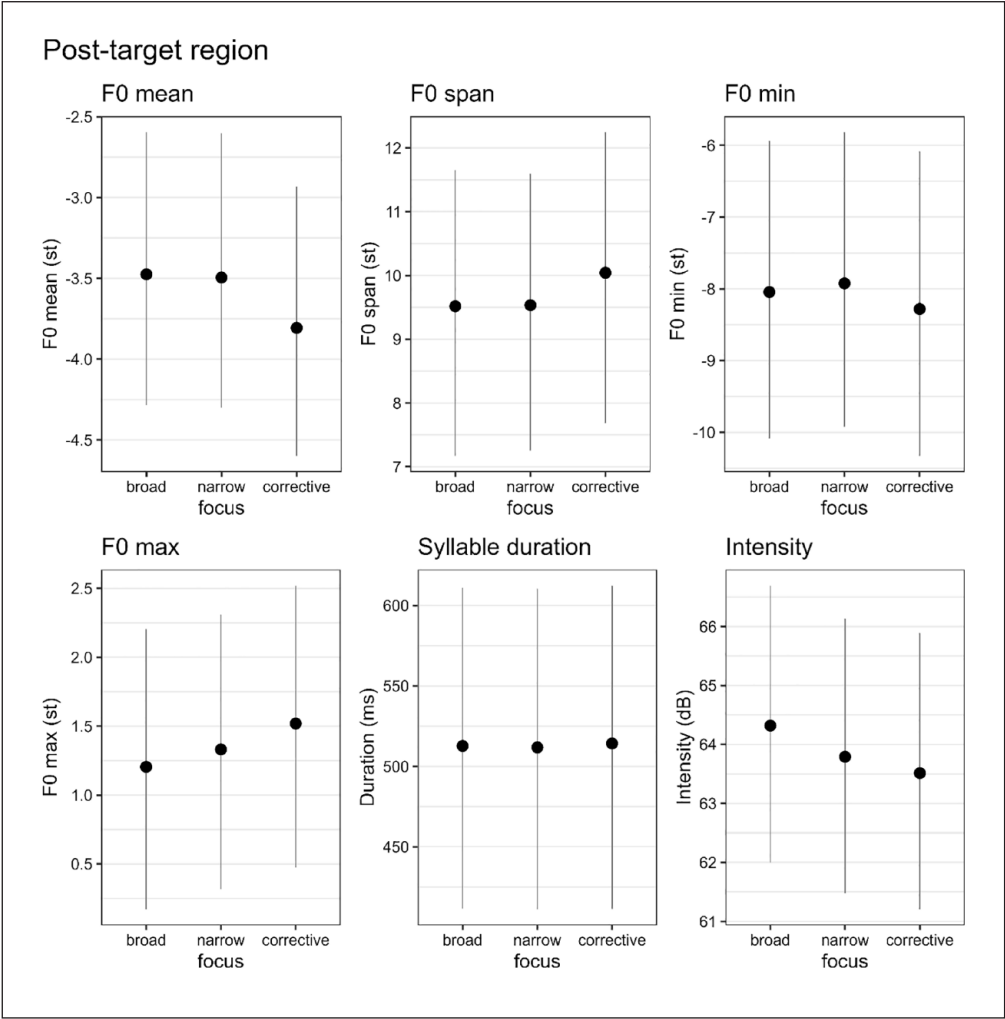 Post-target region
F0 mean
F0 mean (st)
-2.5
-3.0
-3.5
-4.0
-4.5
broad narrow corrective
focus
F0 span
F0 span (st)
12
11
10
9
8
7
broad narrow corrective
focus
F0 min
F0 min (st)
-6
-7
-8
-9
-10
broad narrow corrective
focus
F0 max
F0 max (st)
2.5
2.0
1.5
1.0
0.5
broad narrow corrective
focus
Syllable duration
Duration (ms)
600
550
500
450
broad narrow corrective
focus
Intensity
Intensity (dB)
66
65
64
63
62
61
broad narrow corrective
focus